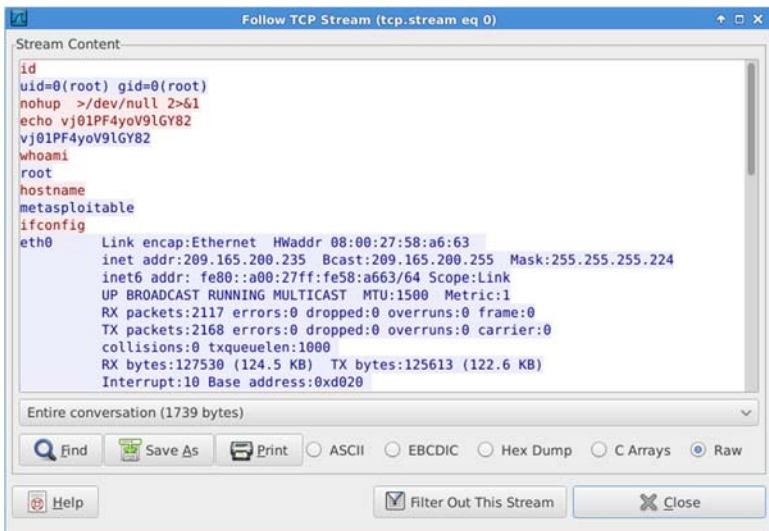 Follow TCP Stream (tcp.stream eq 0)
Stream Content
id
uid=0(root) gid=0(root)
nohup  >/dev/null 2>&1
echo vj01PF4yoV9lGY82
vj01PF4yoV9lGY82
whoami
root
hostname
metasploitable
ifconfig
eth0      Link encap:Ethernet  HWaddr 08:00:27:58:a6:63
          inet addr:209.165.200.235  Bcast:209.165.200.255  Mask:255.255.255.224
          inet6 addr: fe80::a00:27ff:fe58:a663/64 Scope:Link
          UP BROADCAST RUNNING MULTICAST  MTU:1500  Metric:1
          RX packets:2117 errors:0 dropped:0 overruns:0 frame:0
          TX packets:2168 errors:0 dropped:0 overruns:0 carrier:0
          collisions:0 txqueuelen:1000
          RX bytes:127530 (124.5 KB)  TX bytes:125613 (122.6 KB)
          Interrupt:10 Base address:0xd020
Entire conversation (1739 bytes)
Find Save As Print ASCII EBCDIC Hex Dump C Arrays Raw
Help Filter Out This Stream Close